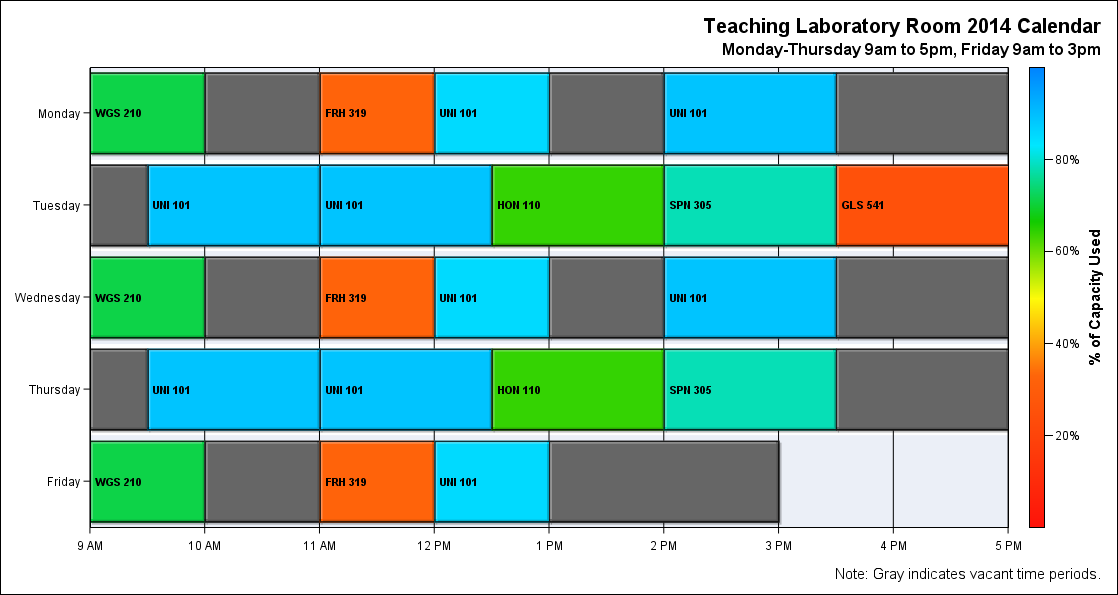 Teaching Laboratory Room 2014 Calendar
Monday-Thursday 9am to 5pm, Friday 9am to 3pm
Monday
WGS 210
FRH 319
UNI 101
UNI 101
Tuesday
UNI 101
UNI 101
HON 110
SPN 305
GLS 541
Wednesday
WGS 210
FRH 319
UNI 101
UNI 101
Thursday
UNI 101
UNI 101
HON 110
SPN 305
Friday
WGS 210
FRH 319
UNI 101
9 AM
10 AM
11 AM
12 PM
1 PM
2 PM
3 PM
4 PM
5 PM
80%
60%
40%
20%
% of Capacity Used
Note: Gray indicates vacant time periods.